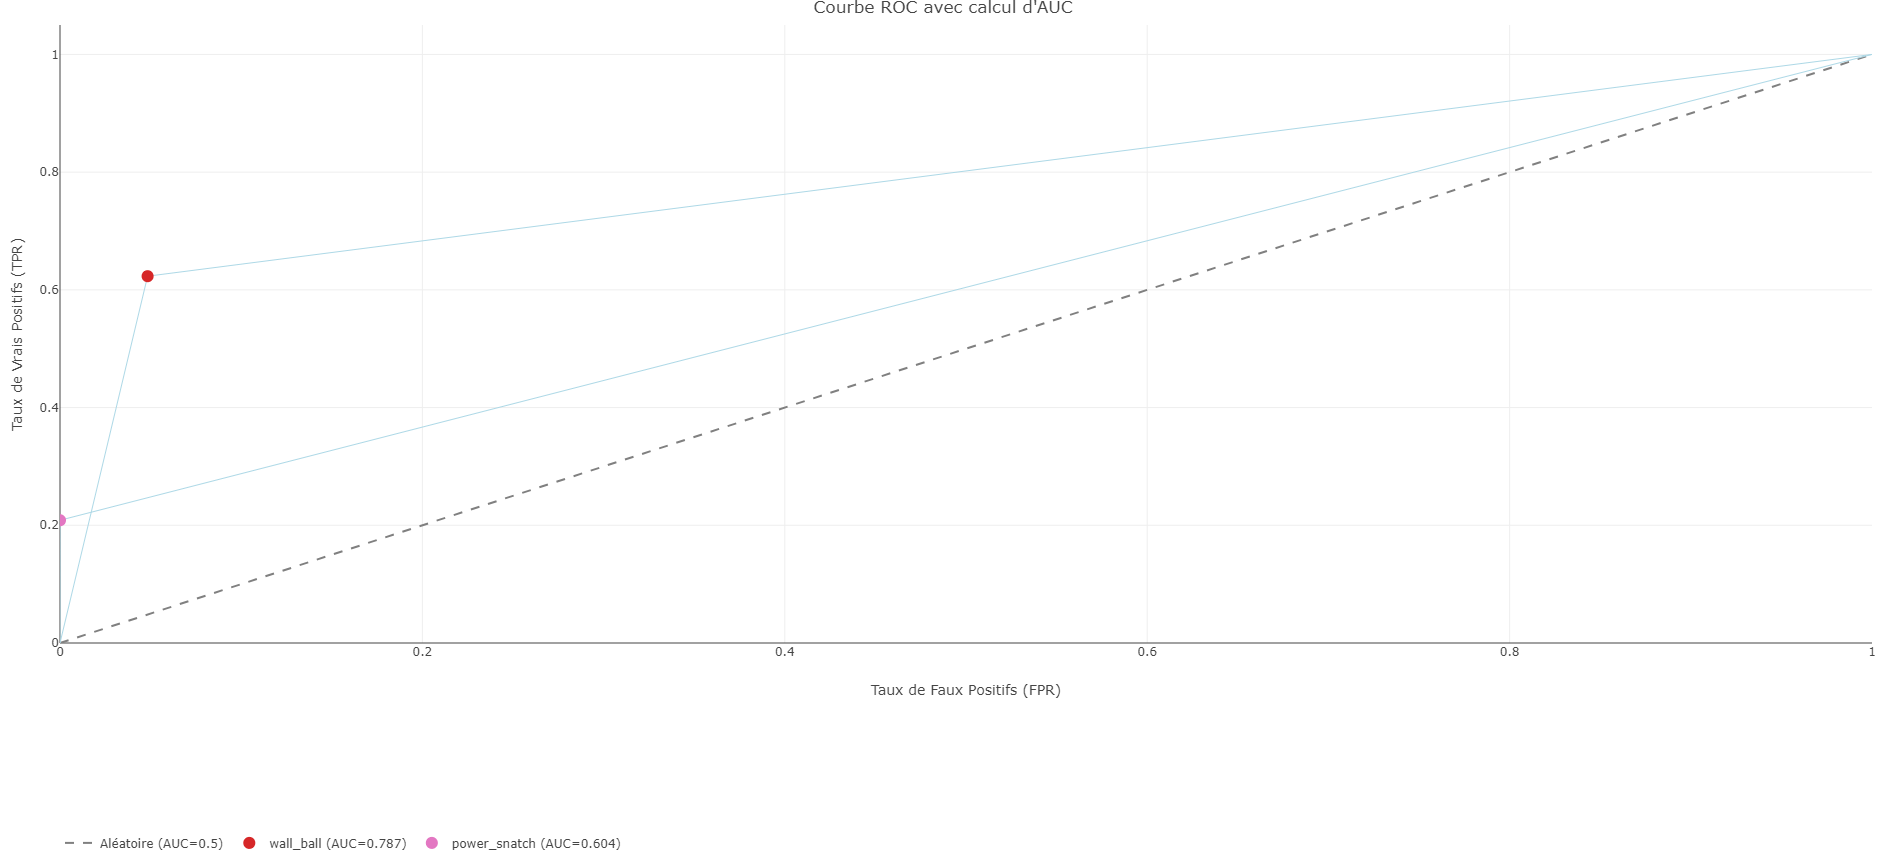 Courbe ROC avec calcul d'AUC
Taux de Vrais Positifs (TPR)
1
0.8
0.6
0.4
0.2
0
0 0.2 0.4 0.6 0.8 1
Taux de Faux Positifs (FPR)
Aléatoire (AUC=0.5) wall_ball (AUC=0.787) power_snatch (AUC=0.604)